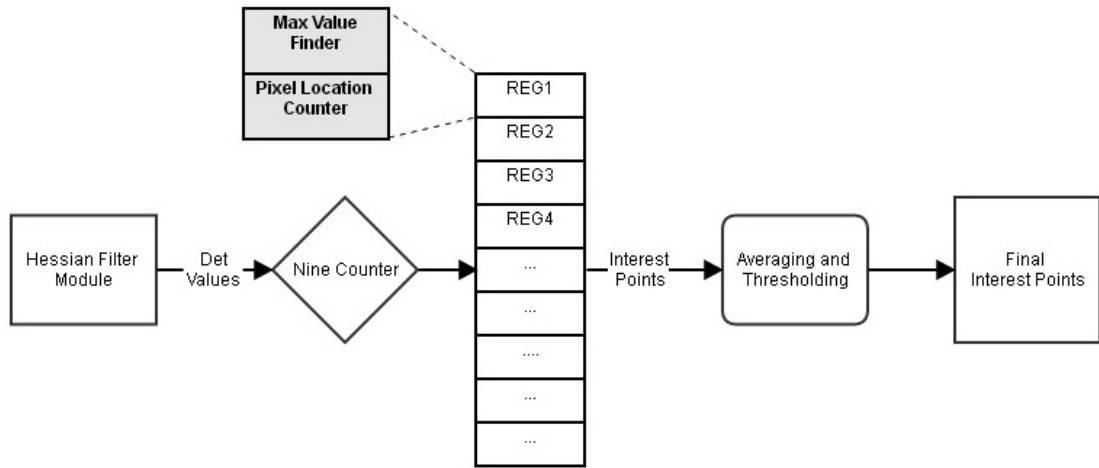 Max Value
Finder
Pixel Location
Counter
REG1
REG2
REG3
REG4
...
...
....
...
...
Hessian Filter
Module
Det
Values
Nine Counter
Interest
Points
Averaging and
Thresholding
Final
Interest Points